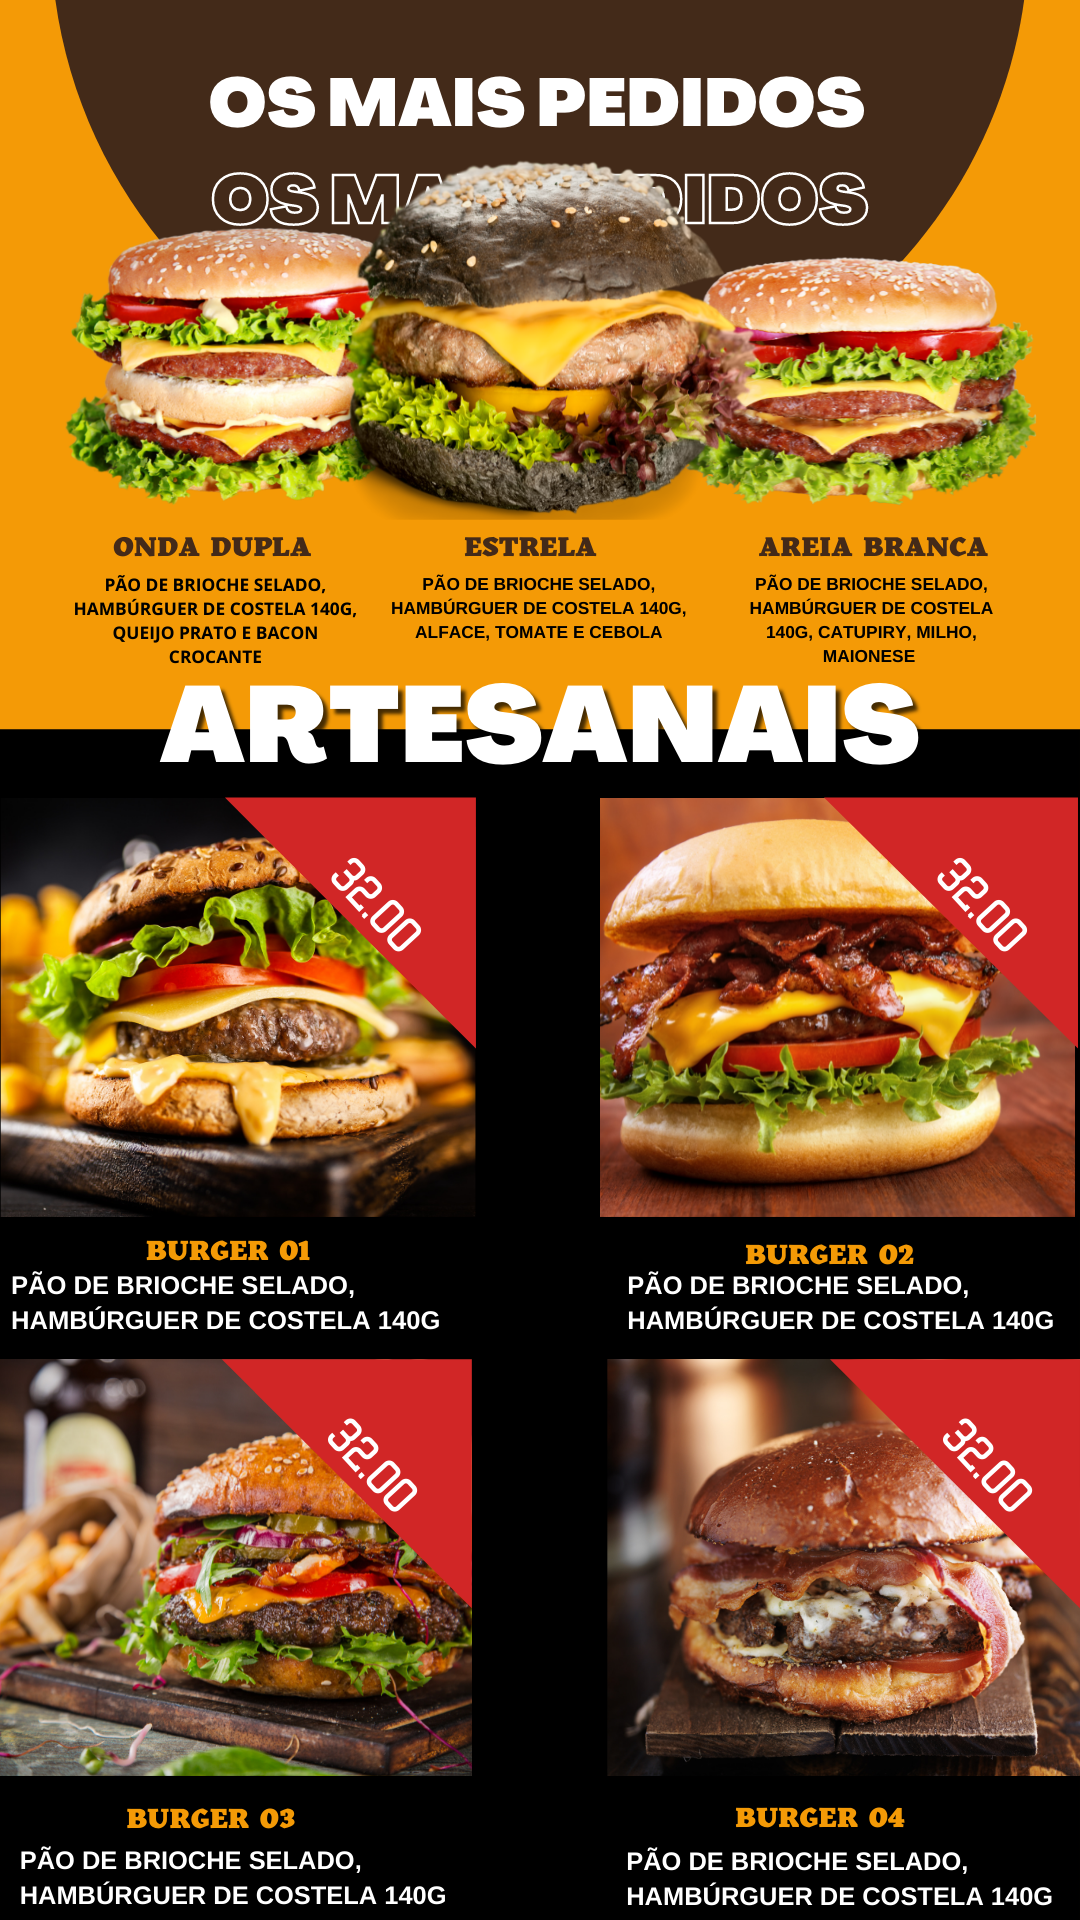 OS MAIS PEDIDOS
OS MA DIDOS
ONDA DUPLA
PÃO DE BRIOCHE SELADO,
HAMBÚRGUER DE COSTELA 140G,
QUEIJO PRATO E BACON
CROCANTE
ESTRELA
PÃO DE BRIOCHE SELADO,
HAMBÚRGUER DE COSTELA 140G,
ALFACE, TOMATE E CEBOLA
AREIA BRANCA
PÃO DE BRIOCHE SELADO,
HAMBÚRGUER DE COSTELA
140G, CATUPIRY, MILHO,
MAIONESE
ARTESANAIS
32.00
BURGER 01
PÃO DE BRIOCHE SELADO,
HAMBÚRGUER DE COSTELA 140G
32.00
BURGER 02
PÃO DE BRIOCHE SELADO,
HAMBÚRGUER DE COSTELA 140G
32.00
BURGER 03
PÃO DE BRIOCHE SELADO,
HAMBÚRGUER DE COSTELA 140G
32.00
BURGER 04
PÃO DE BRIOCHE SELADO,
HAMBÚRGUER DE COSTELA 140G